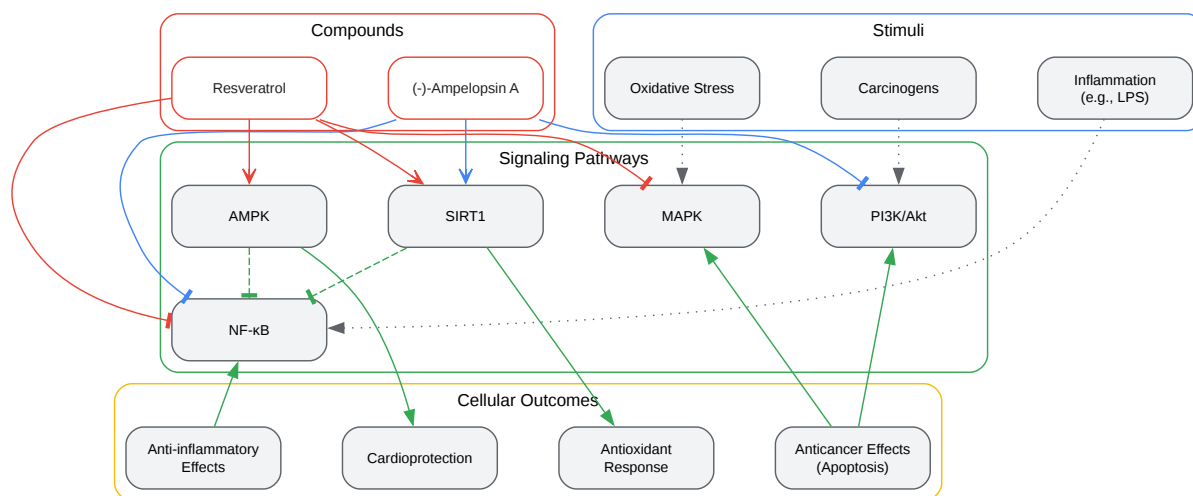 Compounds
Stimuli
Resveratrol
(-)-Ampelopsin A
Oxidative Stress
Carcinogens
Inflammation
(e.g., LPS)
Signaling Pathways
AMPK
SIRT1
MAPK
PI3K/Akt
NF-κB
Cellular Outcomes
Anti-inflammatory
Effects
Cardioprotection
Antioxidant
Response
Anticancer Effects
(Apoptosis)